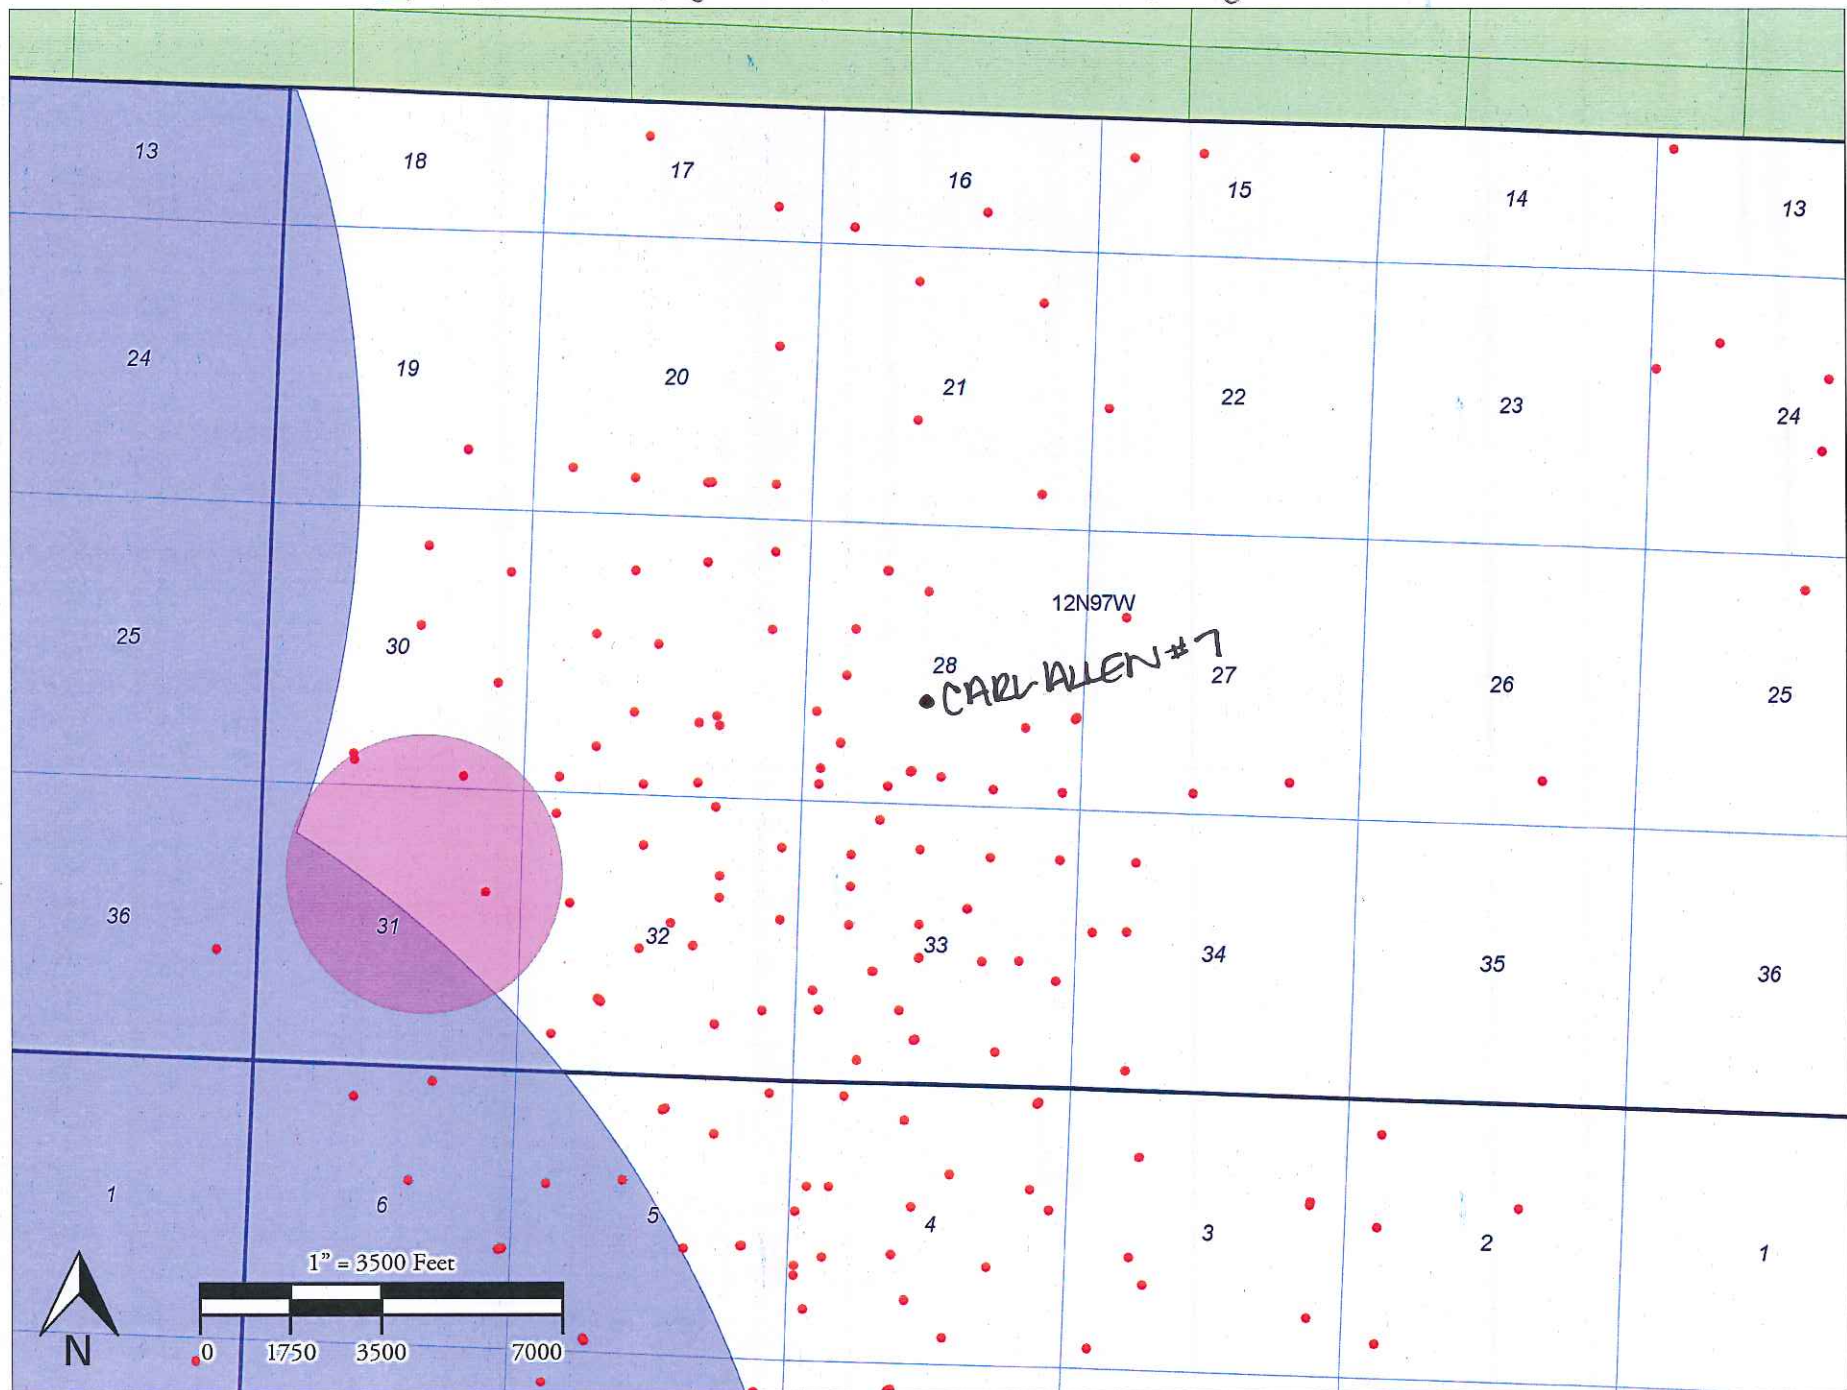 13 18 17 16 15 14 13
24 19 20 21 22 23 24
12N97W
25 30 28 27 26 25
CARL ALLEN #7
36 31 32 33 34 35 36
1 6 5 4 3 2 1
1" = 3500 Feet
0 1750 3500 7000
N